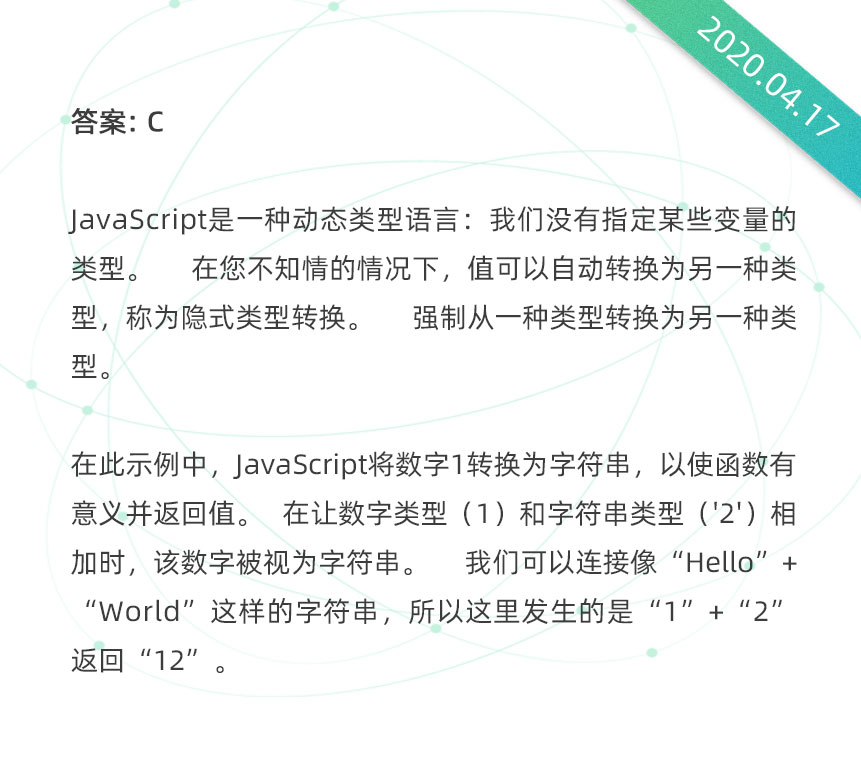 2020.04.17
答案: C
JavaScript是一种动态类型语言：我们没有指定某些变量的
类型。 在您不知情的情况下，值可以自动转换为另一种类
型，称为隐式类型转换。 强制从一种类型转换为另一种类
型。
在此示例中，JavaScript将数字1转换为字符串，以使函数有
意义并返回值。 在让数字类型（1）和字符串类型（'2'）相
加时，该数字被视为字符串。 我们可以连接像“Hello”+
“World”这样的字符串，所以这里发生的是“1”+“2”
返回“12”。